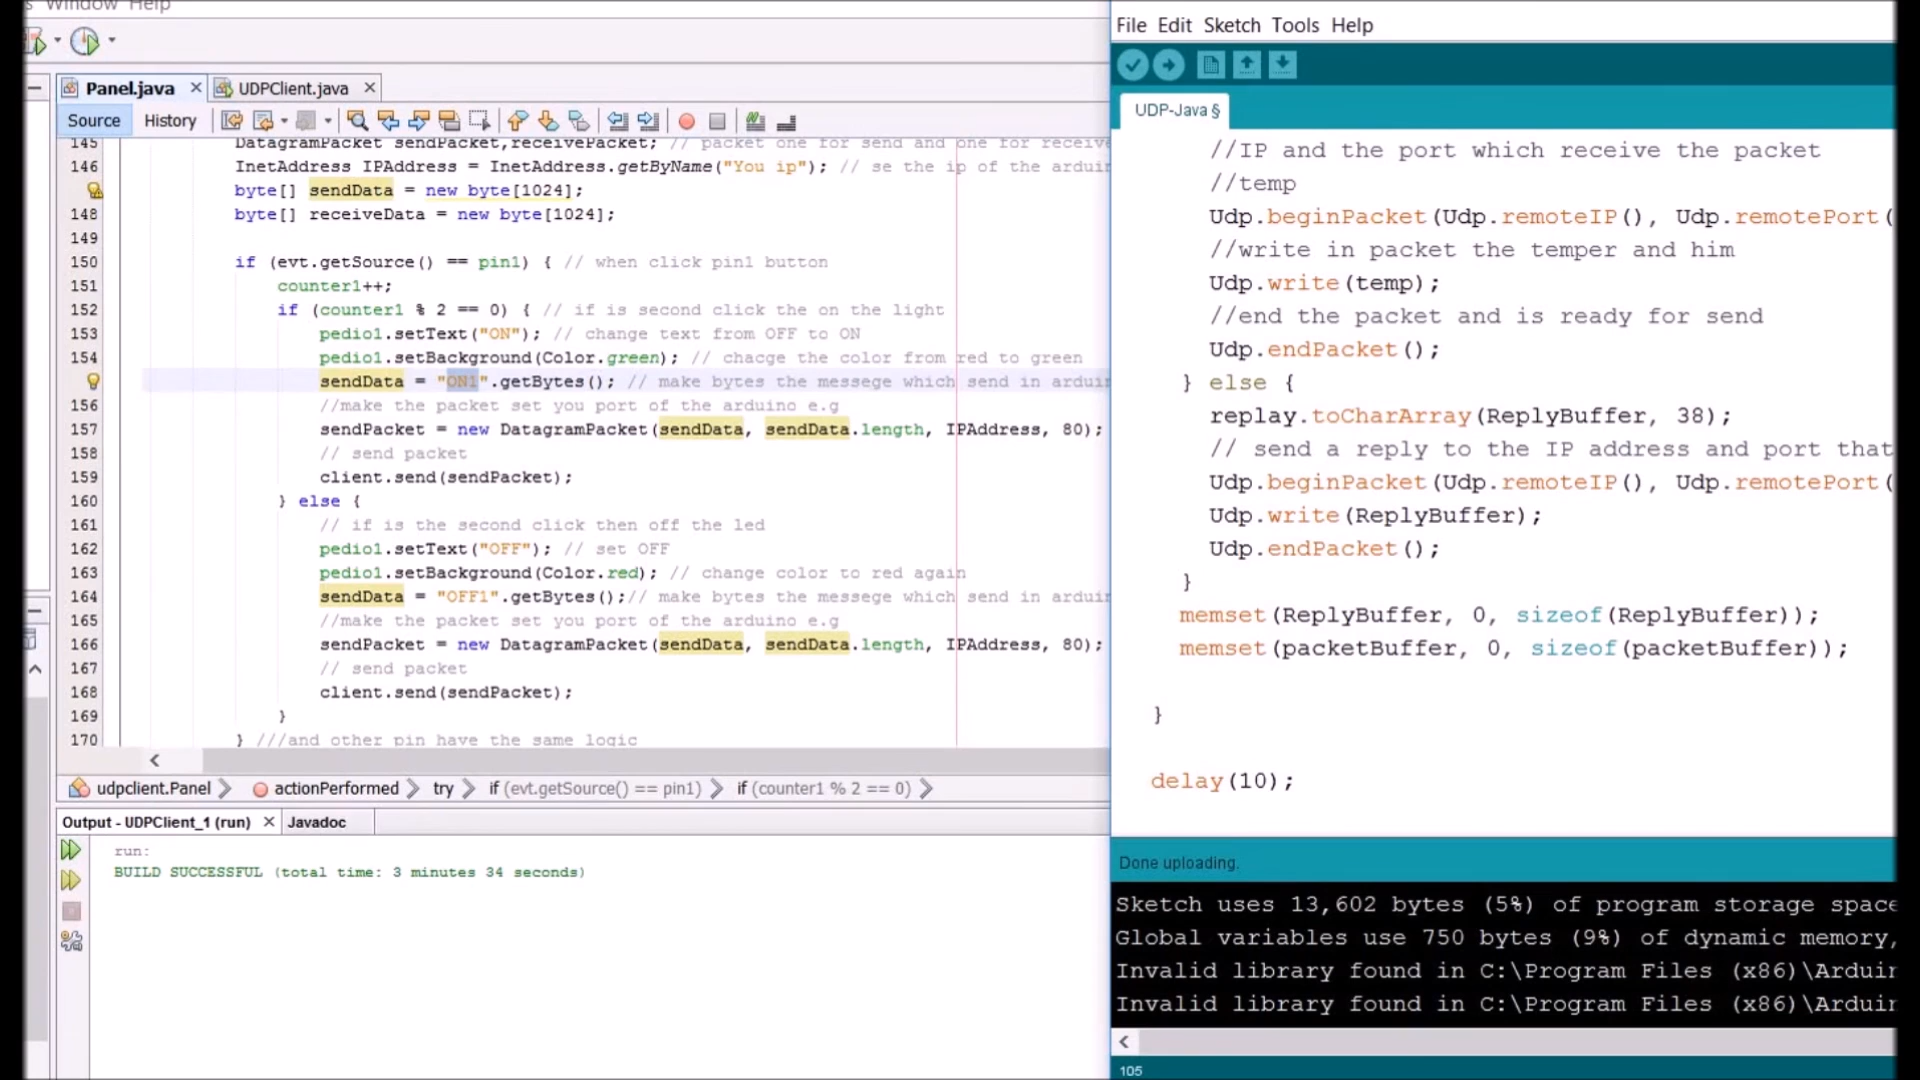 s Window Help
Panel.java
UDPClient.java
Source
History
145 DatagramPacket sendPacket,receivePacket; // packet one for send and one for receive
146 InetAddress IPAddress = InetAddress.getByName("You ip"); // se the ip of the arduin
byte[] sendData = new byte[1024];
148 byte[] receiveData = new byte[1024];
149
150 if (evt.getSource() == pin1) { // when click pin1 button
151 counter1++;
152 if (counter1 % 2 == 0) { // if is second click the on the light
153 pedio1.setText("ON"); // change text from OFF to ON
154 pedio1.setBackground(Color.green); // chacge the color from red to green
sendData = "ON1".getBytes(); // make bytes the messege which send in arduin
156 //make the packet set you port of the arduino e.g
157 sendPacket = new DatagramPacket(sendData, sendData.length, IPAddress, 80);
158 // send packet
159 client.send(sendPacket);
160 } else {
161 // if is the second click then off the led
162 pedio1.setText("OFF"); // set OFF
163 pedio1.setBackground(Color.red); // change color to red again
164 sendData = "OFF1".getBytes();// make bytes the messege which send in arduin
165 //make the packet set you port of the arduino e.g
166 sendPacket = new DatagramPacket(sendData, sendData.length, IPAddress, 80);
167 // send packet
168 client.send(sendPacket);
169 }
170 } ///and other pin have the same logic
udpclient.Panel
actionPerformed
try
if (evt.getSource() == pin1)
if (counter1 % 2 == 0)
Output - UDPClient_1 (run)
Javadoc
run:
BUILD SUCCESSFUL (total time: 3 minutes 34 seconds)
File Edit Sketch Tools Help
UDP-Java §
//IP and the port which receive the packet
//temp
Udp.beginPacket(Udp.remoteIP(), Udp.remotePort(
//write in packet the temper and him
Udp.write(temp);
//end the packet and is ready for send
Udp.endPacket();
} else {
replay.toCharArray(ReplyBuffer, 38);
// send a reply to the IP address and port that
Udp.beginPacket(Udp.remoteIP(), Udp.remotePort(
Udp.write(ReplyBuffer);
Udp.endPacket();
}
memset(ReplyBuffer, 0, sizeof(ReplyBuffer));
memset(packetBuffer, 0, sizeof(packetBuffer));
}
delay(10);
Done uploading.
Sketch uses 13,602 bytes (5%) of program storage space
Global variables use 750 bytes (9%) of dynamic memory,
Invalid library found in C:\Program Files (x86)\Arduin
Invalid library found in C:\Program Files (x86)\Arduin
105